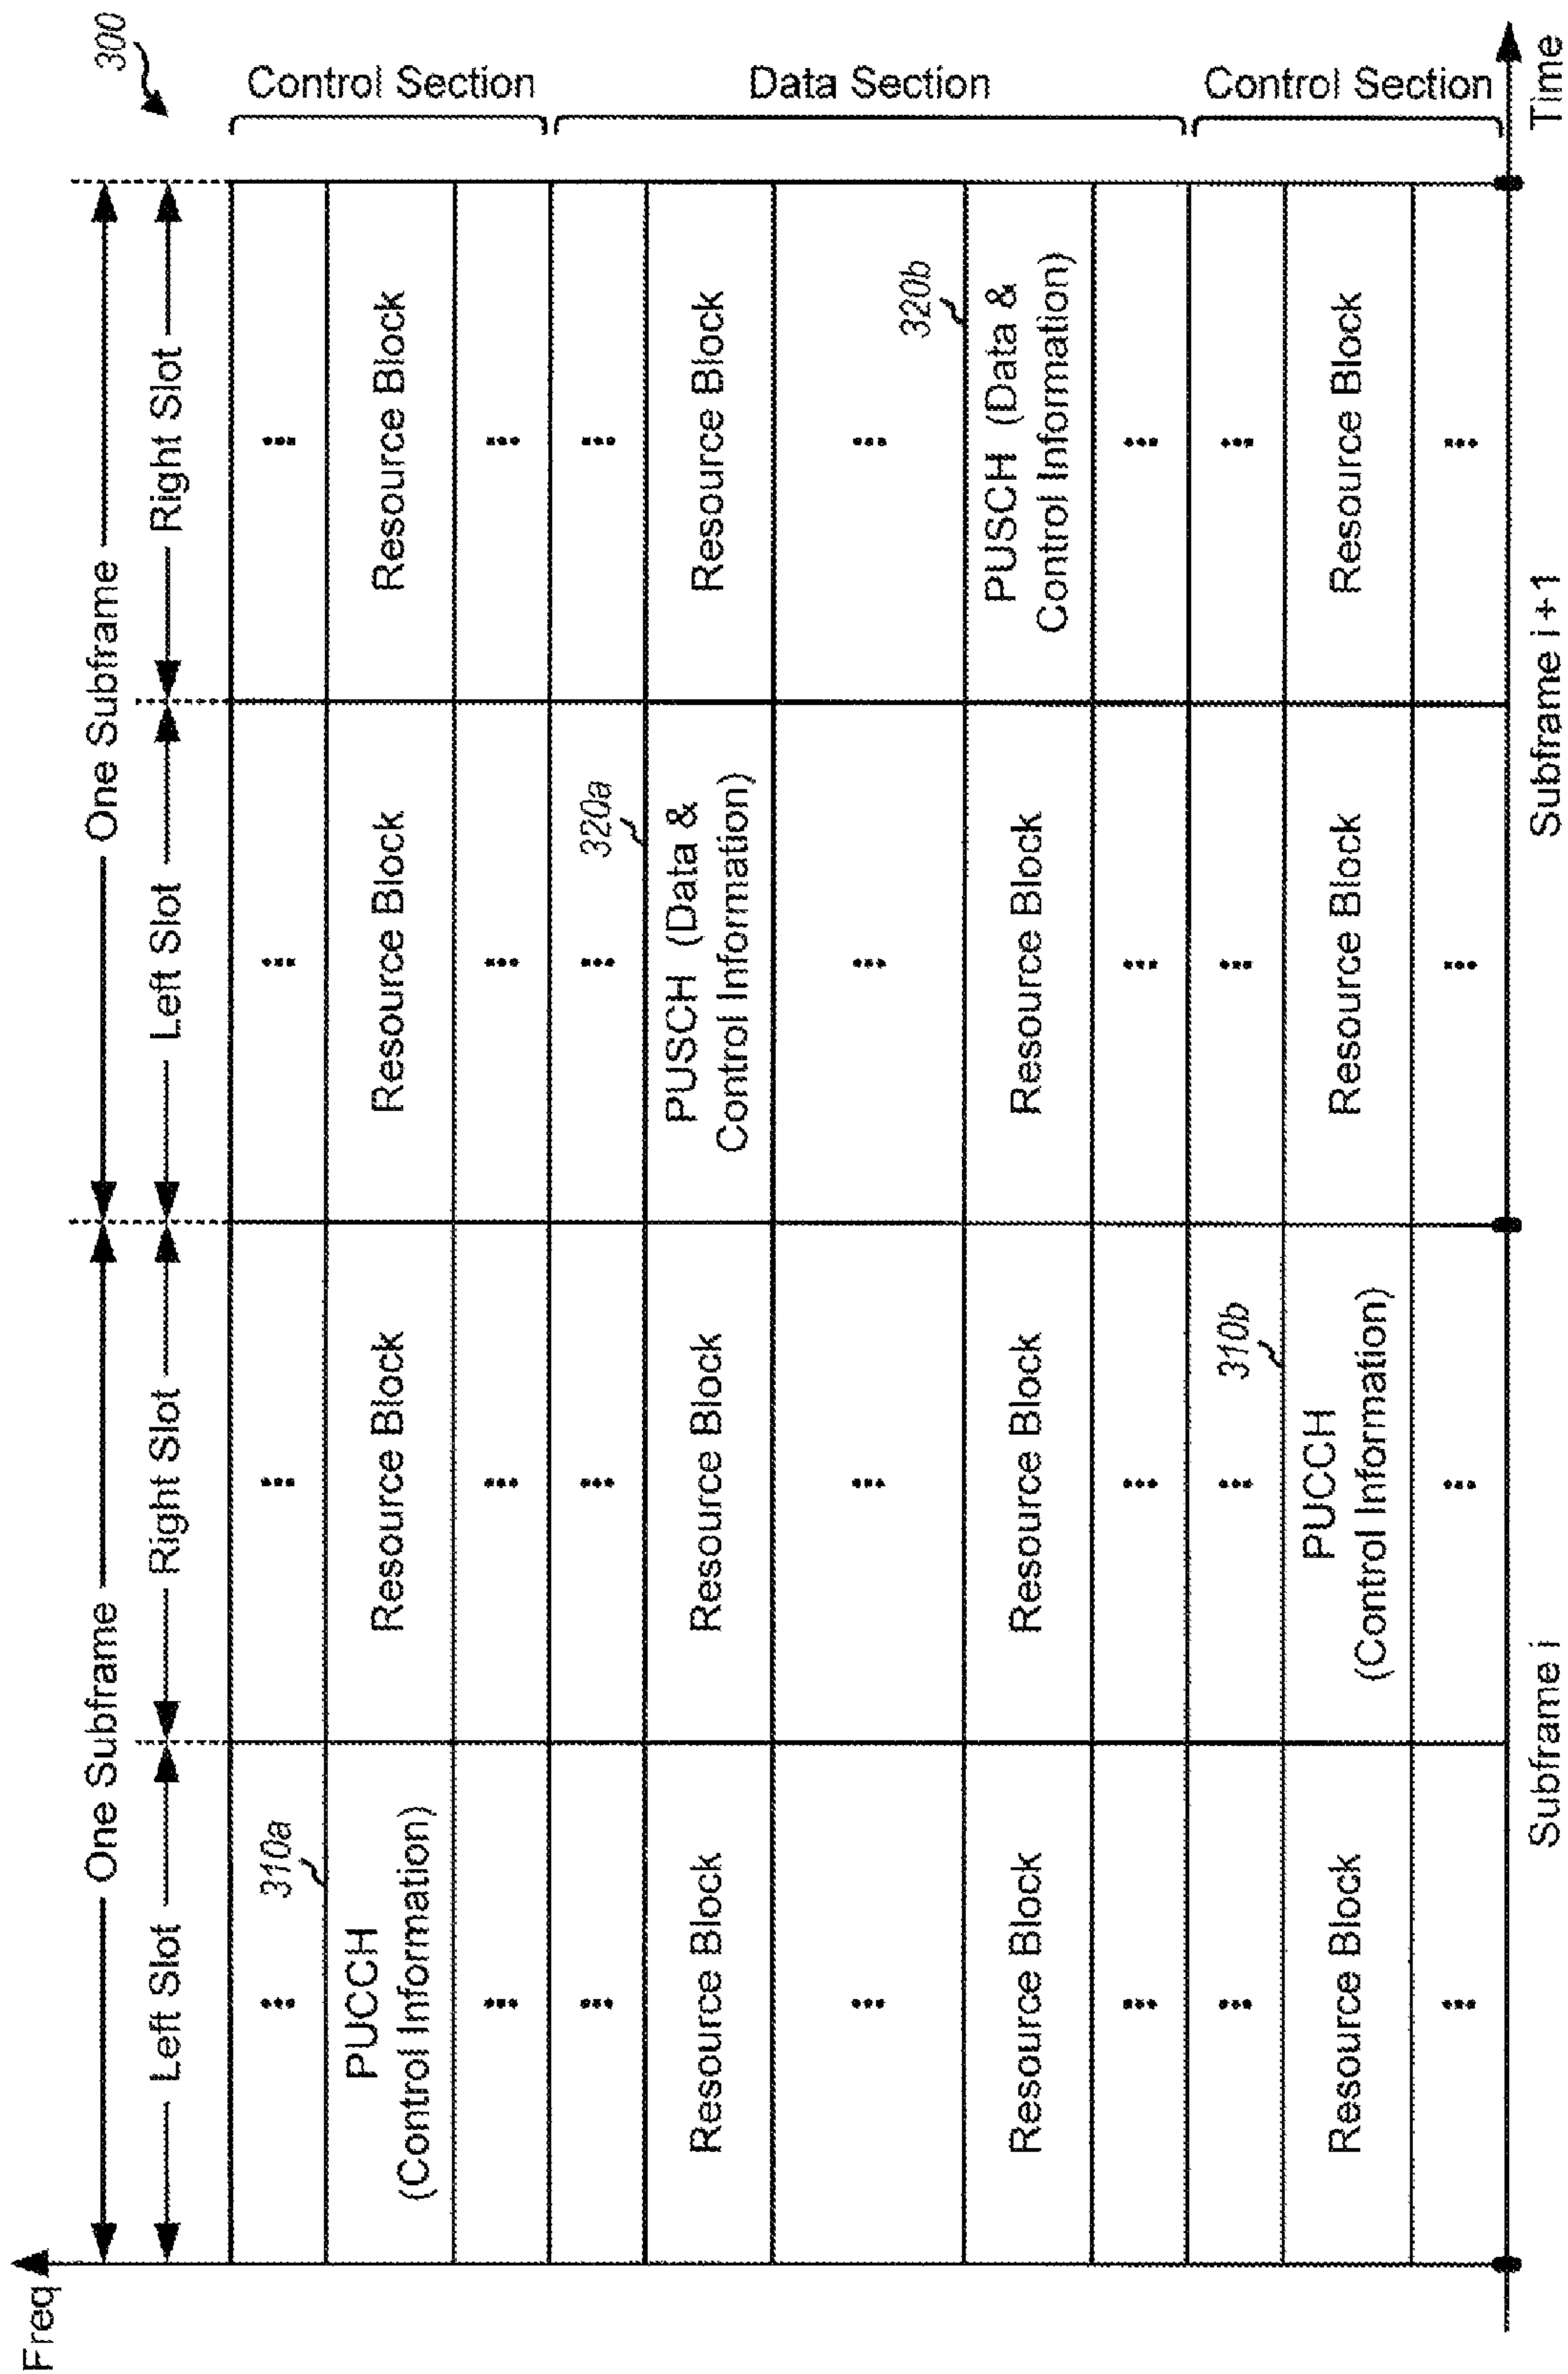 300
Freq
One Subframe
One Subframe
Left Slot
Right Slot
Left Slot
Right Slot
Control Section
Data Section
Control Section
...
...
...
...
310a
PUCCH
(Control Information)
Resource Block
Resource Block
Resource Block
...
...
...
...
...
...
...
...
320a
Resource Block
Resource Block
PUSCH (Data &
Control Information)
Resource Block
...
...
...
...
320b
Resource Block
Resource Block
Resource Block
PUSCH (Data &
Control Information)
...
...
...
...
...
...
...
...
310b
Resource Block
PUCCH
(Control Information)
Resource Block
Resource Block
...
...
...
...
Subframe i
Subframe i + 1
Time